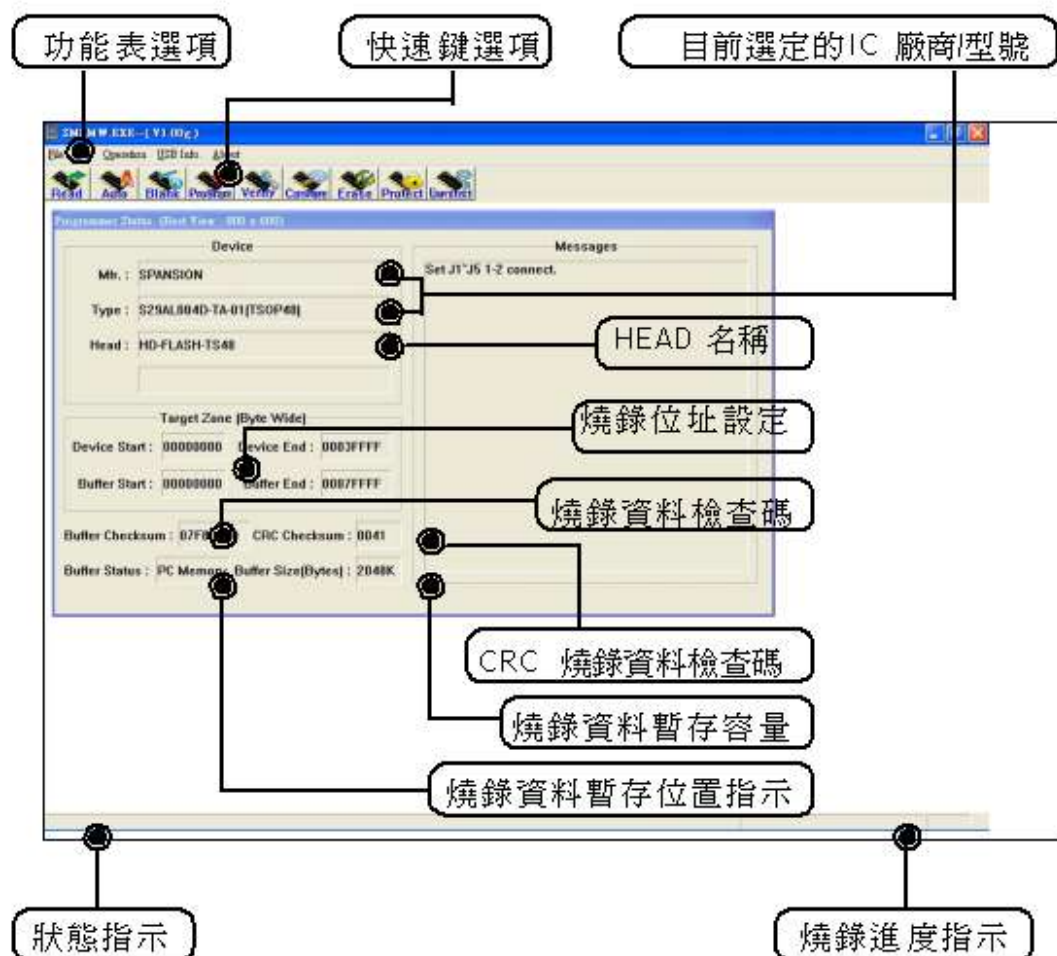 功能表選項
快速鍵選項
目前選定的IC 廠商/型號
(V3.00g)
Operation USB Info About
Read Auto Blank Program Verify Compare Erase Protect
Programmer Status
Device
Messages
Mfr. : SPANSION
Set J1~J5 1-2 connect.
Type : S29AL004D-TA-01(TSOP48)
Head : HD-FLASH-TS48
HEAD 名稱
Target Zone (Byte Wide)
燒錄位址設定
Device Start : 00000000 Device End : 0003FFFF
Buffer Start : 00000000 Buffer End : 0007FFFF
燒錄資料檢查碼
Buffer Checksum : CRC Checksum : 0041
Buffer Status : PC Memory Buffer Size(Bytes) : 2048K
CRC 燒錄資料檢查碼
燒錄資料暫存容量
燒錄資料暫存位置指示
狀態指示
燒錄進度指示